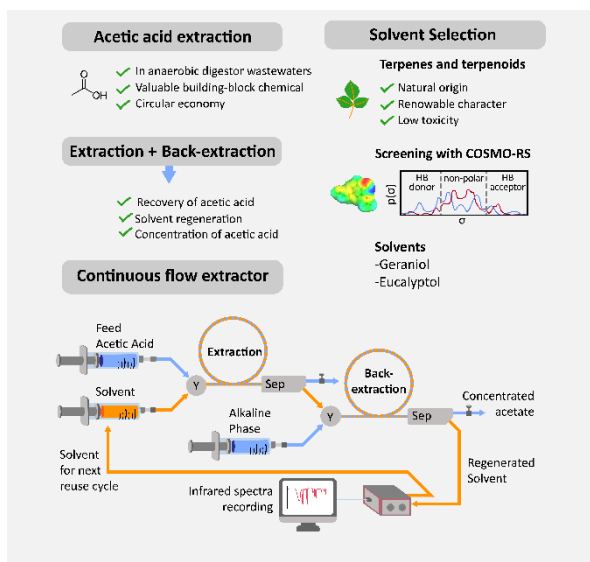 Acetic acid extraction
O
OH
In anaerobic digestor wastewaters
Valuable building-block chemical
Circular economy
Extraction + Back-extraction
Recovery of acetic acid
Solvent regeneration
Concentration of acetic acid
Solvent Selection
Terpenes and terpenoids
Natural origin
Renewable character
Low toxicity
Screening with COSMO-RS
p(σ)
HB
donor
non-polar
HB
acceptor
σ
Solvents
-Geraniol
-Eucalyptol
Continuous flow extractor
Feed
Acetic Acid
Solvent
Y
Extraction
Sep
Alkaline
Phase
Y
Back-
extraction
Sep
Concentrated
acetate
Regenerated
Solvent
Solvent
for next
reuse cycle
Infrared spectra
recording